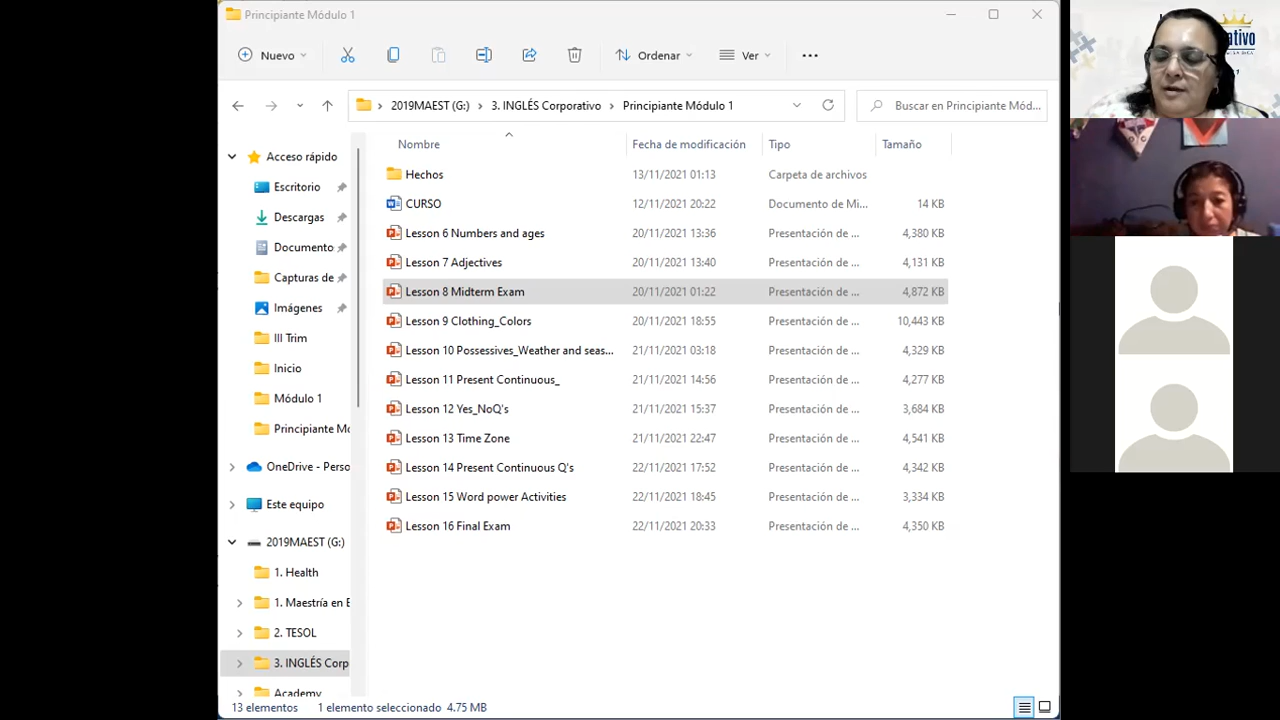 Principiante Módulo 1
Nuevo
Ordenar
Ver
2019MAEST (G:) > 3. INGLÉS Corporativo > Principiante Módulo 1
Buscar en Principiante Mód...
Nombre Fecha de modificación Tipo Tamaño
Hechos 13/11/2021 01:13 Carpeta de archivos
CURSO 12/11/2021 20:22 Documento de Mi... 14 KB
Lesson 6 Numbers and ages 20/11/2021 13:36 Presentación de ... 4,380 KB
Lesson 7 Adjectives 20/11/2021 13:40 Presentación de ... 4,131 KB
Lesson 8 Midterm Exam 20/11/2021 01:22 Presentación de ... 4,872 KB
Lesson 9 Clothing_Colors 20/11/2021 18:55 Presentación de ... 10,443 KB
Lesson 10 Possessives_Weather and seas... 21/11/2021 03:18 Presentación de ... 4,329 KB
Lesson 11 Present Continuous_ 21/11/2021 14:56 Presentación de ... 4,277 KB
Lesson 12 Yes_NoQ's 21/11/2021 15:37 Presentación de ... 3,684 KB
Lesson 13 Time Zone 21/11/2021 22:47 Presentación de ... 4,541 KB
Lesson 14 Present Continuous Q's 22/11/2021 17:52 Presentación de ... 4,342 KB
Lesson 15 Word power Activities 22/11/2021 18:45 Presentación de ... 3,334 KB
Lesson 16 Final Exam 22/11/2021 20:33 Presentación de ... 4,350 KB
Acceso rápido
Escritorio
Descargas
Documento
Capturas de
Imágenes
III Trim
Inicio
Módulo 1
Principiante Mó
OneDrive - Perso
Este equipo
2019MAEST (G:)
1. Health
1. Maestría en E
2. TESOL
3. INGLÉS Corp
Academy
13 elementos 1 elemento seleccionado 4.75 MB